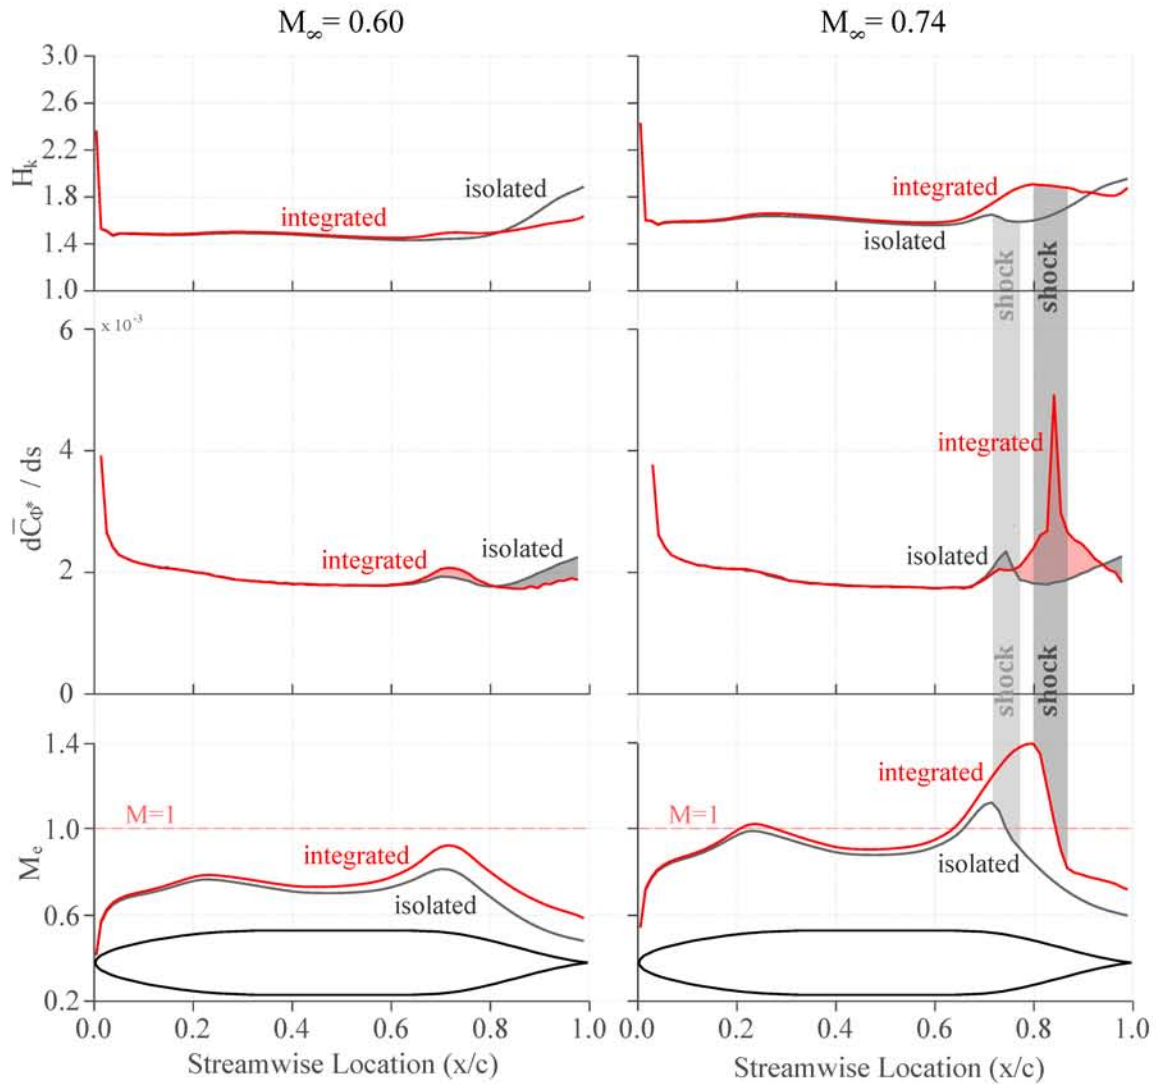 M∞= 0.60
M∞= 0.74
3.0
2.6
2.2
1.8
1.4
1.0
Hk
isolated
integrated
integrated
isolated
shock
shock
x 10-3
6
4
2
0
dC̄Φ* / ds
integrated
isolated
integrated
isolated
shock
shock
1.4
1.0
0.6
0.2
Me
M=1
integrated
isolated
M=1
integrated
isolated
0.0 0.2 0.4 0.6 0.8 1.0
0.0 0.2 0.4 0.6 0.8 1.0
Streamwise Location (x/c)
Streamwise Location (x/c)